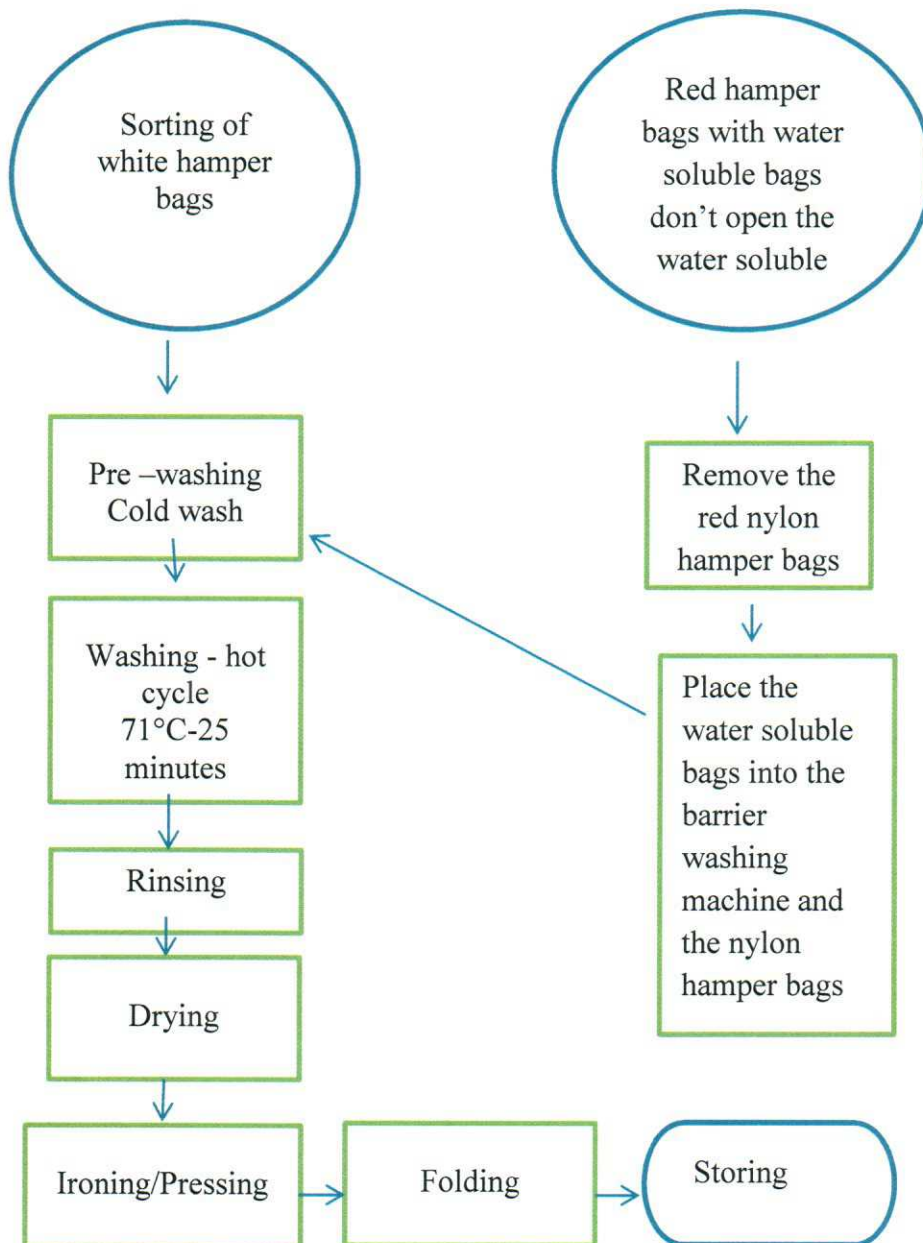 Sorting of
white hamper
bags
Red hamper
bags with water
soluble bags
don’t open the
water soluble
Pre –washing
Cold wash
Remove the
red nylon
hamper bags
Washing - hot
cycle
71°C-25
minutes
Place the
water soluble
bags into the
barrier
washing
machine and
the nylon
hamper bags
Rinsing
Drying
Ironing/Pressing
Folding
Storing